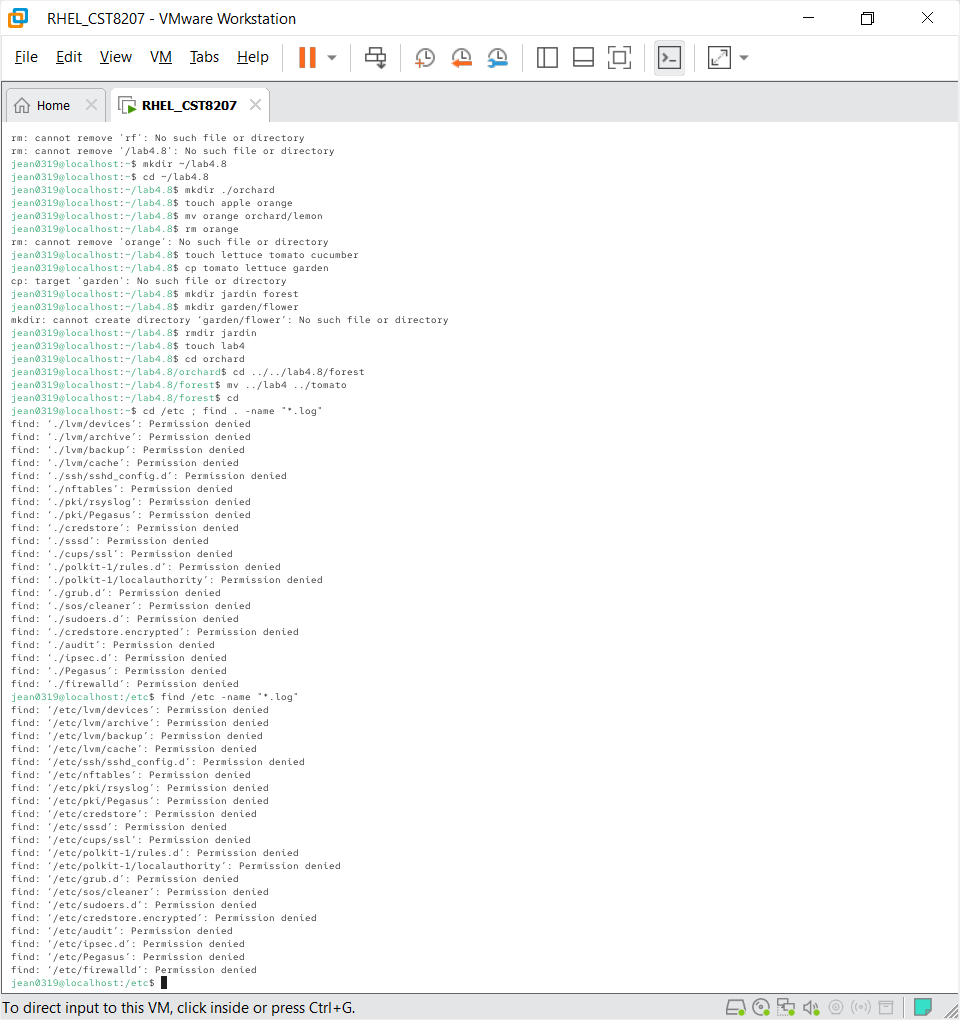 RHEL_CST8207 - VMware Workstation
File Edit View VM Tabs Help
Home RHEL_CST8207
rm: cannot remove 'rf': No such file or directory
rm: cannot remove '/lab4.8': No such file or directory
jean0319@localhost:~$ mkdir ~/lab4.8
jean0319@localhost:~$ cd ~/lab4.8
jean0319@localhost:~/lab4.8$ mkdir ./orchard
jean0319@localhost:~/lab4.8$ touch apple orange
jean0319@localhost:~/lab4.8$ mv orange orchard/lemon
jean0319@localhost:~/lab4.8$ rm orange
rm: cannot remove 'orange': No such file or directory
jean0319@localhost:~/lab4.8$ touch lettuce tomato cucumber
jean0319@localhost:~/lab4.8$ cp tomato lettuce garden
cp: target 'garden': No such file or directory
jean0319@localhost:~/lab4.8$ mkdir jardin forest
jean0319@localhost:~/lab4.8$ mkdir garden/flower
mkdir: cannot create directory ‘garden/flower’: No such file or directory
jean0319@localhost:~/lab4.8$ rmdir jardin
jean0319@localhost:~/lab4.8$ touch lab4
jean0319@localhost:~/lab4.8$ cd orchard
jean0319@localhost:~/lab4.8/orchard$ cd ../../lab4.8/forest
jean0319@localhost:~/lab4.8/forest$ mv ../lab4 ../tomato
jean0319@localhost:~/lab4.8/forest$ cd
jean0319@localhost:~$ cd /etc ; find . -name "*.log"
find: ‘./lvm/devices’: Permission denied
find: ‘./lvm/archive’: Permission denied
find: ‘./lvm/backup’: Permission denied
find: ‘./lvm/cache’: Permission denied
find: ‘./ssh/sshd_config.d’: Permission denied
find: ‘./nftables’: Permission denied
find: ‘./pki/rsyslog’: Permission denied
find: ‘./pki/Pegasus’: Permission denied
find: ‘./credstore’: Permission denied
find: ‘./sssd’: Permission denied
find: ‘./cups/ssl’: Permission denied
find: ‘./polkit-1/rules.d’: Permission denied
find: ‘./polkit-1/localauthority’: Permission denied
find: ‘./grub.d’: Permission denied
find: ‘./sos/cleaner’: Permission denied
find: ‘./sudoers.d’: Permission denied
find: ‘./credstore.encrypted’: Permission denied
find: ‘./audit’: Permission denied
find: ‘./ipsec.d’: Permission denied
find: ‘./Pegasus’: Permission denied
find: ‘./firewalld’: Permission denied
jean0319@localhost:/etc$ find /etc -name "*.log"
find: ‘/etc/lvm/devices’: Permission denied
find: ‘/etc/lvm/archive’: Permission denied
find: ‘/etc/lvm/backup’: Permission denied
find: ‘/etc/lvm/cache’: Permission denied
find: ‘/etc/ssh/sshd_config.d’: Permission denied
find: ‘/etc/nftables’: Permission denied
find: ‘/etc/pki/rsyslog’: Permission denied
find: ‘/etc/pki/Pegasus’: Permission denied
find: ‘/etc/credstore’: Permission denied
find: ‘/etc/sssd’: Permission denied
find: ‘/etc/cups/ssl’: Permission denied
find: ‘/etc/polkit-1/rules.d’: Permission denied
find: ‘/etc/polkit-1/localauthority’: Permission denied
find: ‘/etc/grub.d’: Permission denied
find: ‘/etc/sos/cleaner’: Permission denied
find: ‘/etc/sudoers.d’: Permission denied
find: ‘/etc/credstore.encrypted’: Permission denied
find: ‘/etc/audit’: Permission denied
find: ‘/etc/ipsec.d’: Permission denied
find: ‘/etc/Pegasus’: Permission denied
find: ‘/etc/firewalld’: Permission denied
jean0319@localhost:/etc$
To direct input to this VM, click inside or press Ctrl+G.